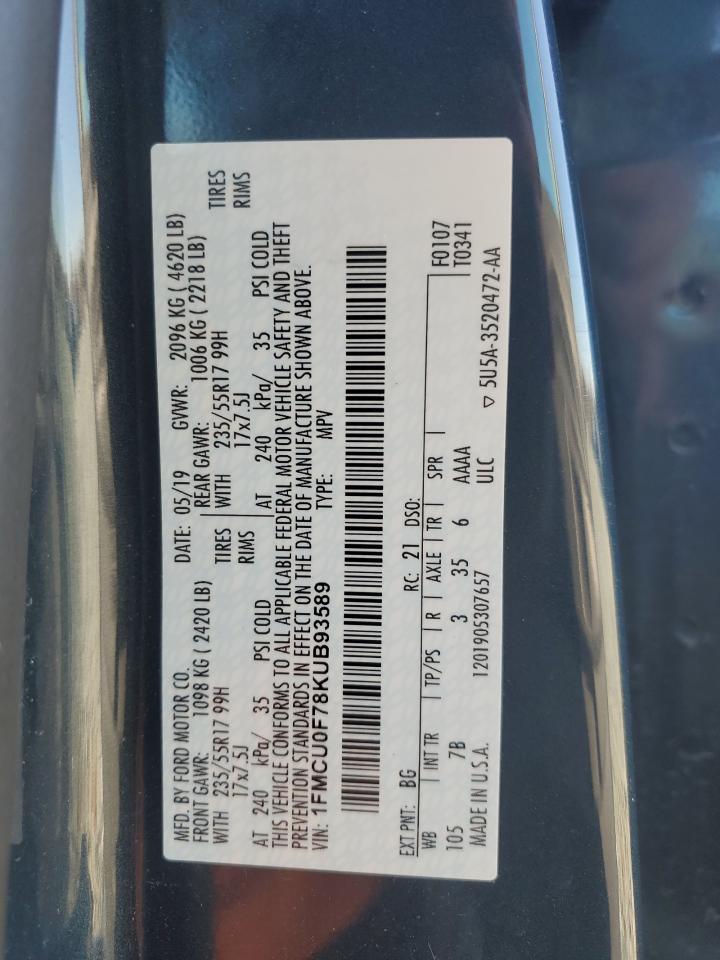 MFD. BY FORD MOTOR CO.
DATE: 05/19 GVWR: 2096 KG ( 4620 LB)
FRONT GAWR: 1098 KG ( 2420 LB) REAR GAWR: 1006 KG ( 2218 LB)
WITH 235/55R17 99H TIRES WITH 235/55R17 99H TIRES
17x7.5J RIMS 17x7.5J RIMS
AT 240 kPa/ 35 PSI COLD AT 240 kPa/ 35 PSI COLD
THIS VEHICLE CONFORMS TO ALL APPLICABLE FEDERAL MOTOR VEHICLE SAFETY AND THEFT
PREVENTION STANDARDS IN EFFECT ON THE DATE OF MANUFACTURE SHOWN ABOVE.
VIN: 1FMCU0F78KUB93589 TYPE: MPV
EXT PNT: BG RC: 21 DSO: F0107
WB INT TR TP/PS R AXLE TR SPR T0341
105 7B 3 35 6 AAAA
ULC
MADE IN U.S.A. 1201905307657 ▽ 5U5A-3520472-AA